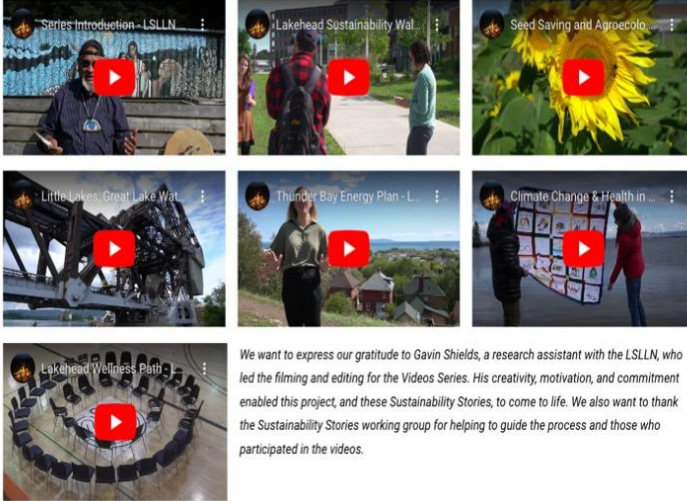 Series Introduction - LSLLN
Lakehead Sustainability Wal...
Seed Saving and Agroecolo...
Little Lakes, Great Lake Wat...
Thunder Bay Energy Plan - L...
Climate Change & Health in ...
Lakehead Wellness Path - L...
We want to express our gratitude to Gavin Shields, a research assistant with the LSLLN, who
led the filming and editing for the Videos Series. His creativity, motivation, and commitment
enabled this project, and these Sustainability Stories, to come to life. We also want to thank
the Sustainability Stories working group for helping to guide the process and those who
participated in the videos.